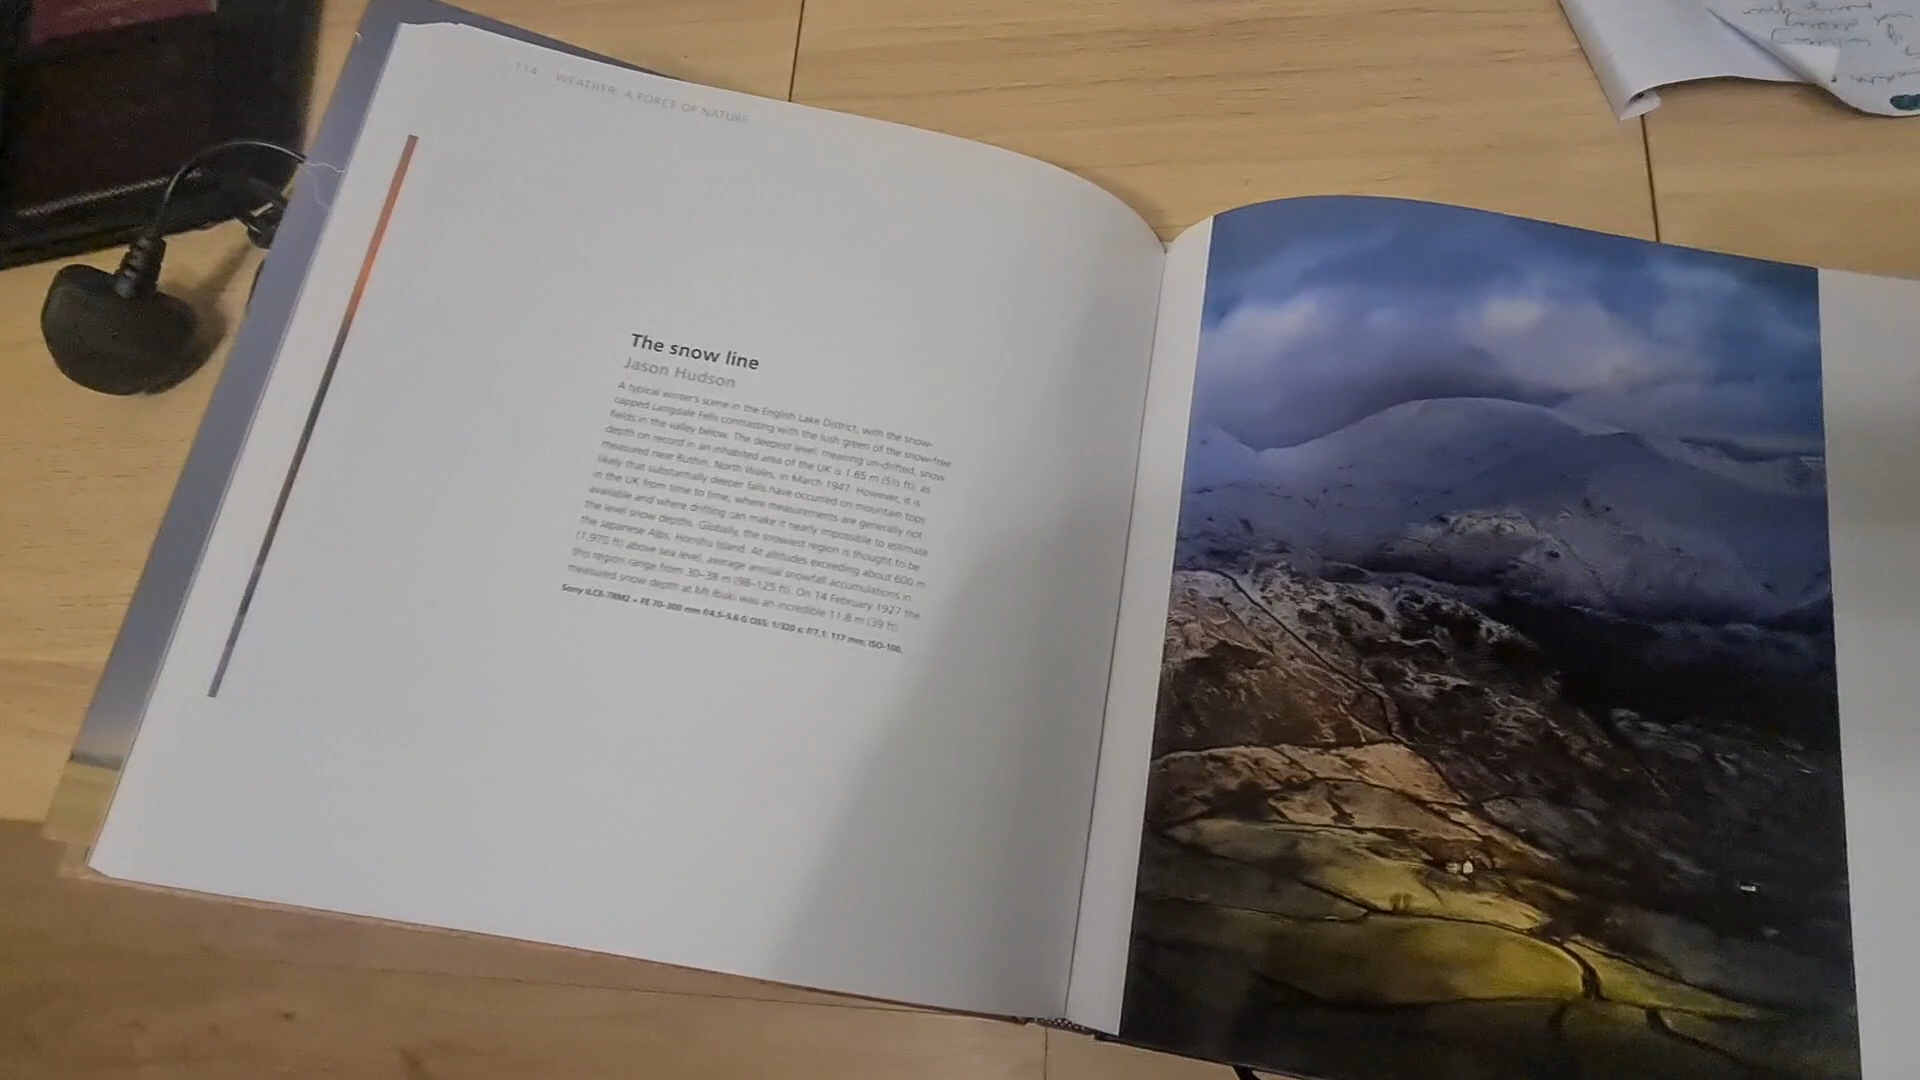 114 WEATHER: A FORCE OF NATURE
The snow line
Jason Hudson
A typical winter's scene in the English Lake District, with the snow-
capped Langdale Fells contrasting with the lush green of the snow-free
fields in the valley below. The deepest level, meaning un-drifted, snow
depth on record in an inhabited area of the UK is 1.65 m (5½ ft), as
measured near Ruthin, North Wales, in March 1947. However, it is
likely that substantially deeper falls have occurred on mountain tops
in the UK from time to time, where measurements are generally not
available and where drifting can make it nearly impossible to estimate
the level snow depths. Globally, the snowiest region is thought to be
the Japanese Alps, Honshu Island. At altitudes exceeding about 600 m
(1,970 ft) above sea level, average annual snowfall accumulations in
this region range from 30–38 m (98–125 ft). On 14 February 1927 the
measured snow depth at Mt Ibuki was an incredible 11.8 m (39 ft)
Sony ILCE-7RM2 + FE 70–300 mm f/4.5–5.6 G OSS; 1/320 s; f/7.1; 117 mm; ISO-100.